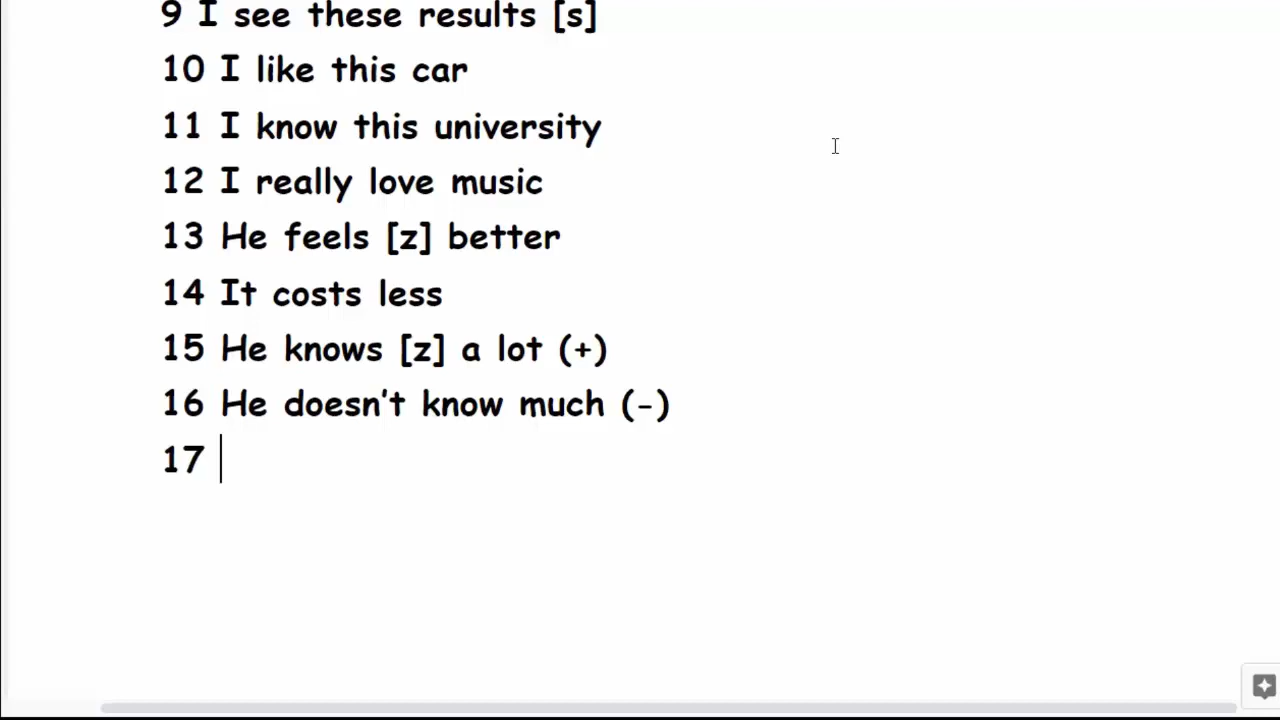 9 I see these results [s]
10 I like this car
11 I know this university
12 I really love music
13 He feels [z] better
14 It costs less
15 He knows [z] a lot (+)
16 He doesn't know much (-)
17